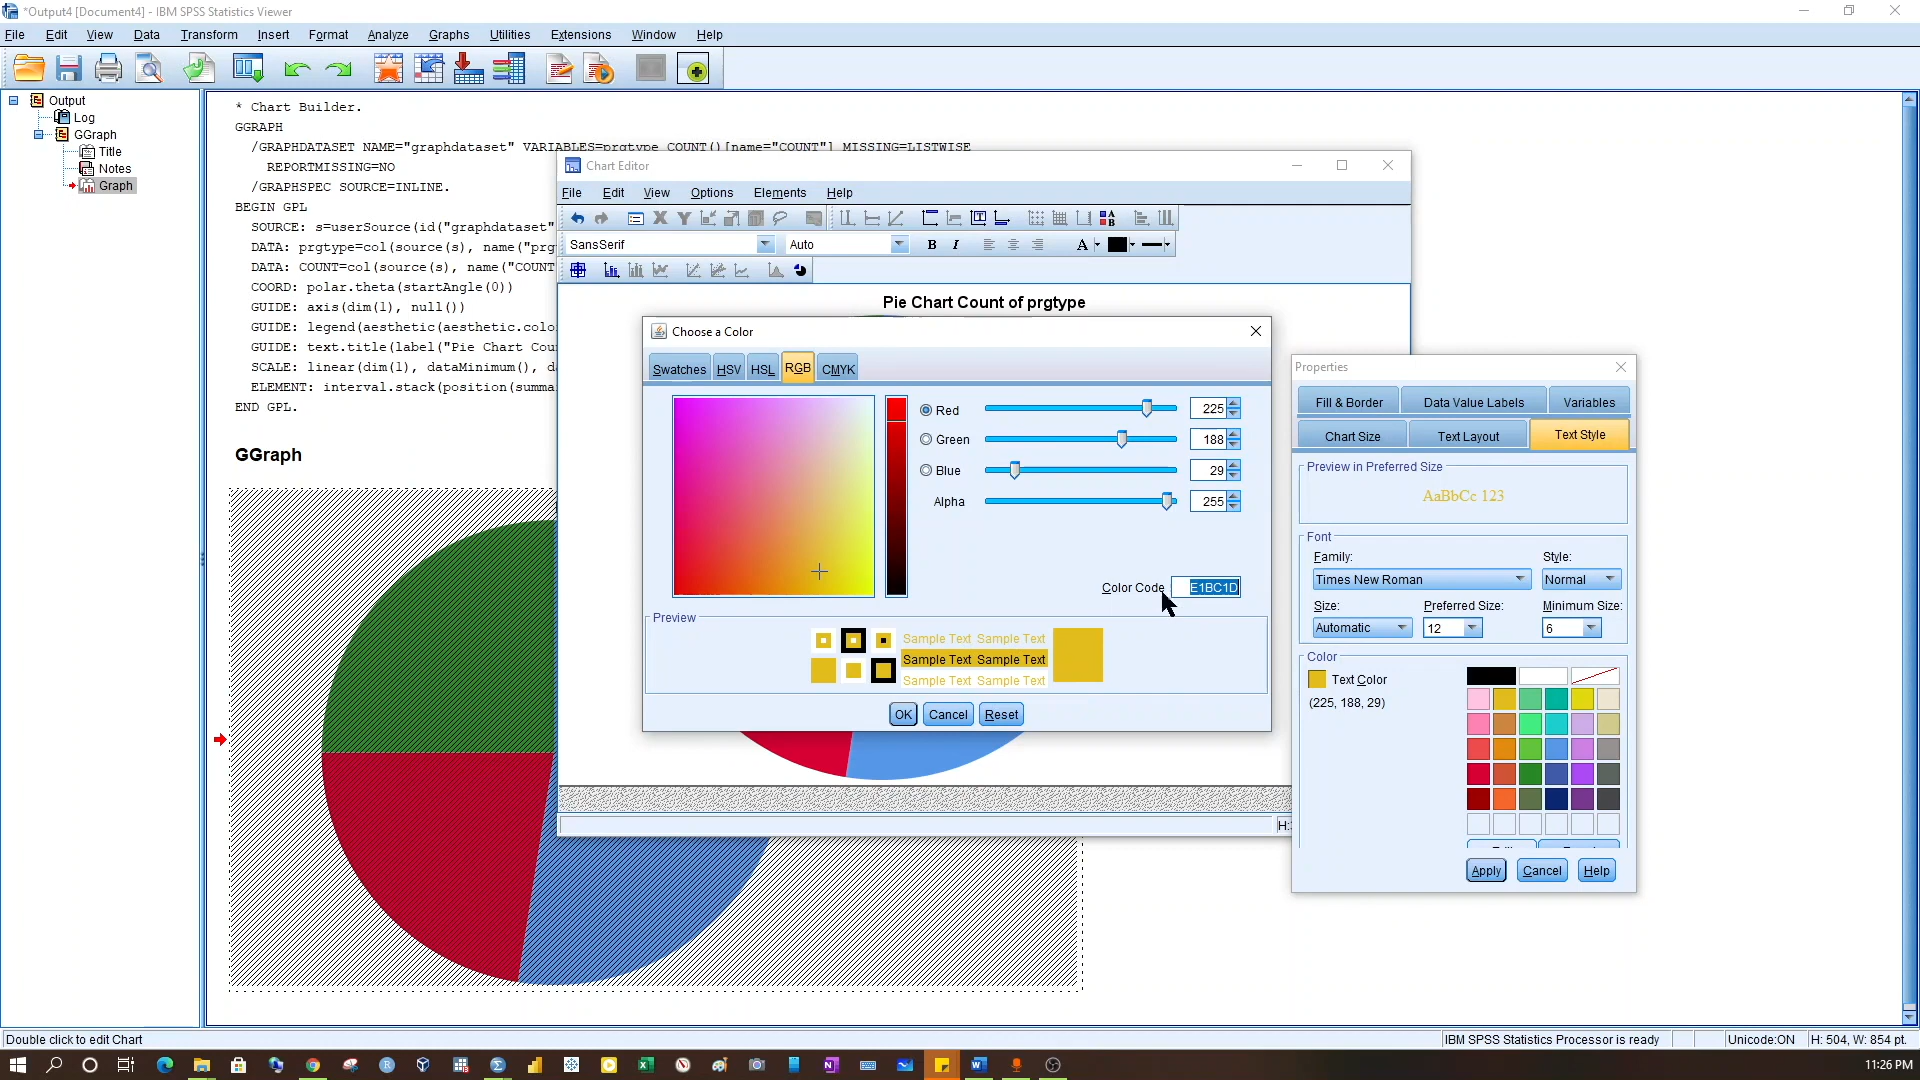 *Output4 [Document4] - IBM SPSS Statistics Viewer
File Edit View Data Transform Insert Format Analyze Graphs Utilities Extensions Window Help
Output
Log
GGraph
Title
Notes
Graph
* Chart Builder.
GGRAPH
/GRAPHDATASET NAME="graphdataset" VARIABLES=prgtype COUNT()[name="COUNT"] MISSING=LISTWISE
REPORTMISSING=NO
/GRAPHSPEC SOURCE=INLINE.
BEGIN GPL
SOURCE: s=userSource(id("graphdataset"
DATA: prgtype=col(source(s), name("prg
DATA: COUNT=col(source(s), name("COUNT
COORD: polar.theta(startAngle(0))
GUIDE: axis(dim(1), null())
GUIDE: legend(aesthetic(aesthetic.colo
GUIDE: text.title(label("Pie Chart Cou
SCALE: linear(dim(1), dataMinimum(), da
ELEMENT: interval.stack(position(summa
END GPL.
GGraph
Chart Editor
File Edit View Options Elements Help
SansSerif Auto B I A
Pie Chart Count of prgtype
Choose a Color
Swatches HSV HSL RGB CMYK
Red 225
Green 188
Blue 29
Alpha 255
Color Code E1BC1D
Preview
Sample Text Sample Text
Sample Text Sample Text
Sample Text Sample Text
OK Cancel Reset
H:
Properties
Fill & Border Data Value Labels Variables
Chart Size Text Layout Text Style
Preview in Preferred Size
AaBbCc 123
Font
Family: Style:
Times New Roman Normal
Size: Preferred Size: Minimum Size:
Automatic 12 6
Color
Text Color
(225, 188, 29)
Apply Cancel Help
Double click to edit Chart
IBM SPSS Statistics Processor is ready Unicode:ON H: 504, W: 854 pt.
11:26 PM